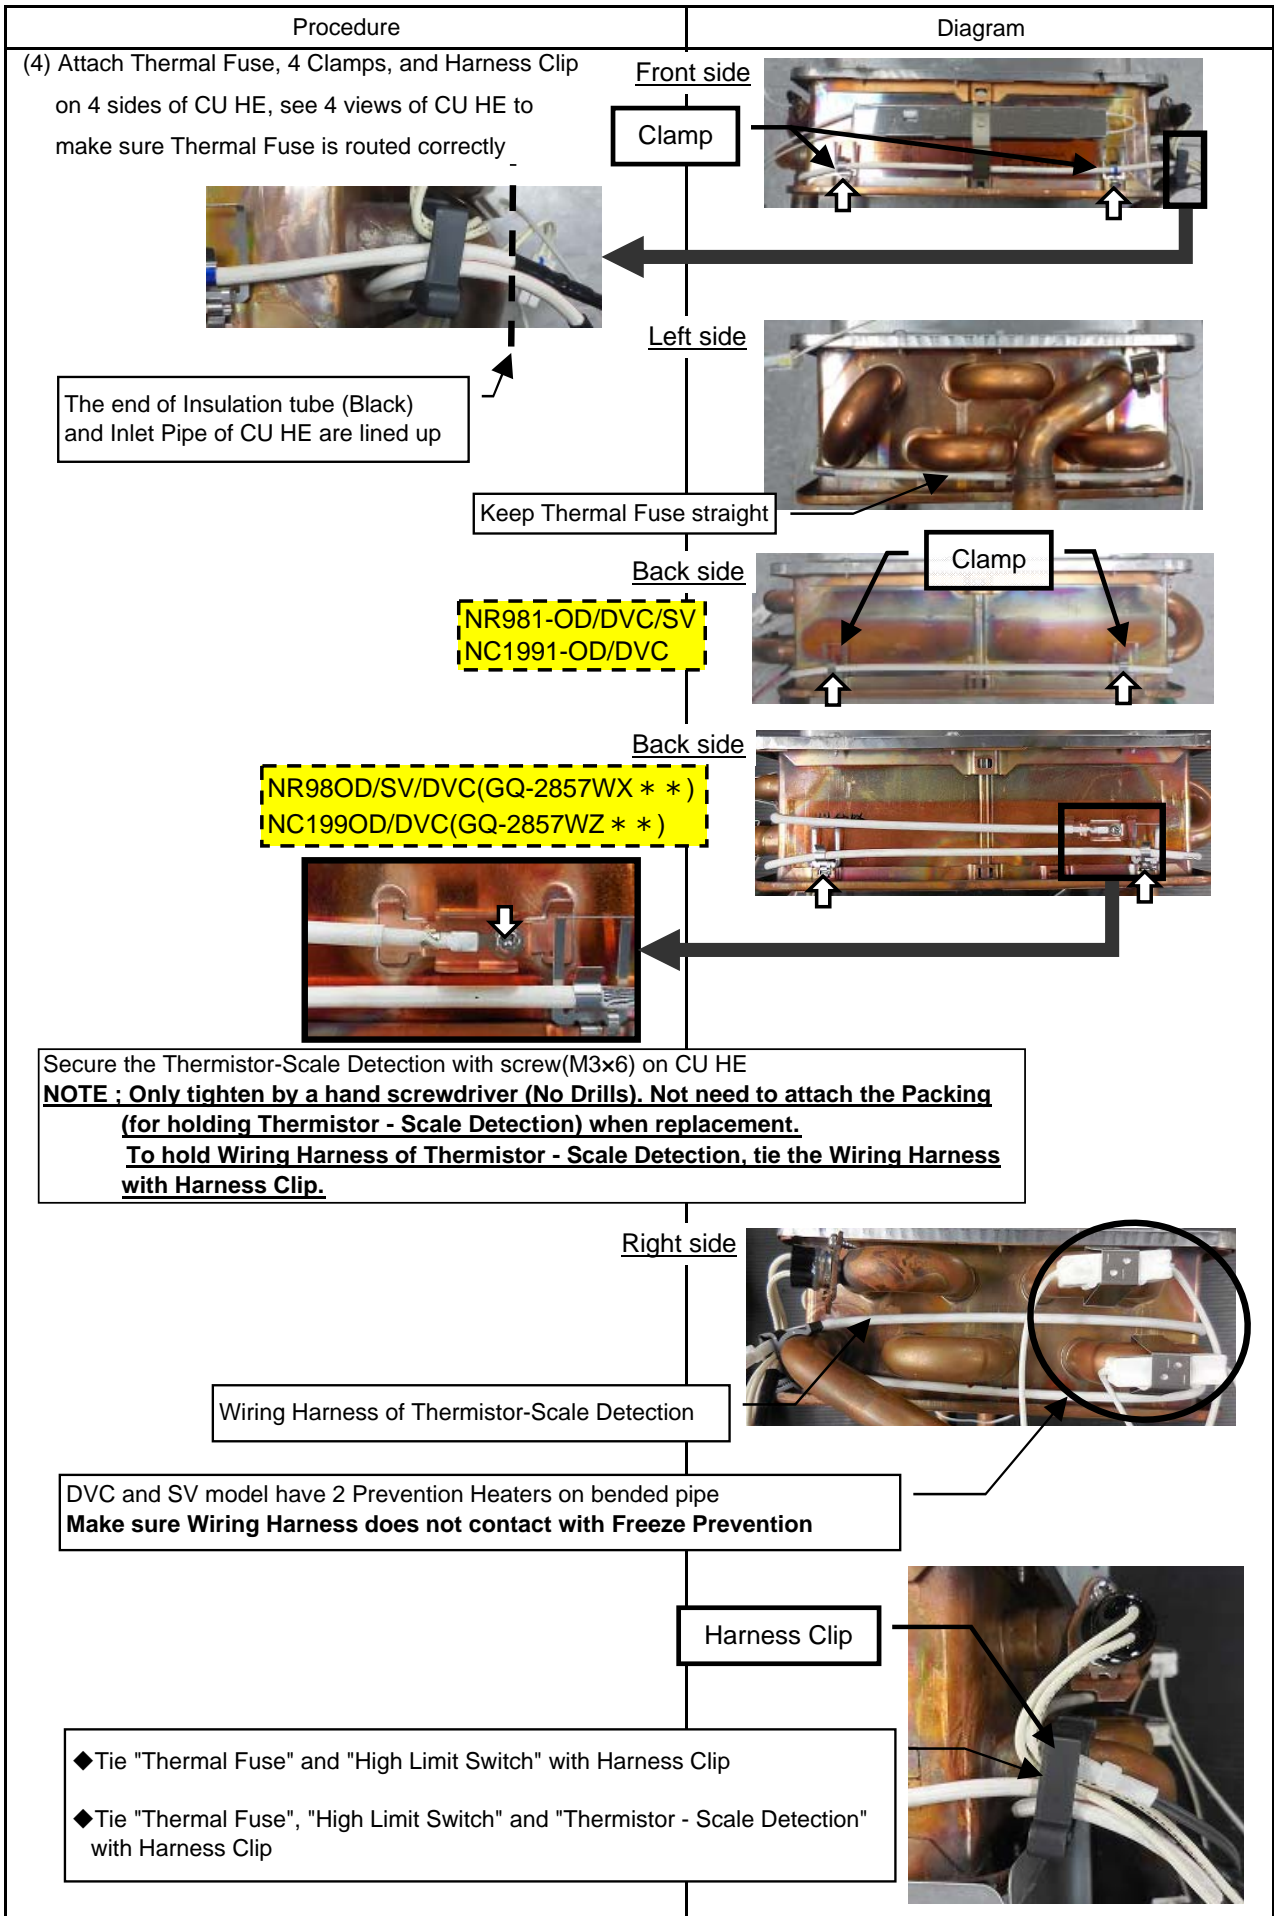 Procedure
Diagram
(4) Attach Thermal Fuse, 4 Clamps, and Harness Clip
on 4 sides of CU HE, see 4 views of CU HE to
make sure Thermal Fuse is routed correctly
Front side
Clamp
The end of Insulation tube (Black)
and Inlet Pipe of CU HE are lined up
Left side
Keep Thermal Fuse straight
Back side
Clamp
NR981-OD/DVC/SV
NC1991-OD/DVC
Back side
NR98OD/SV/DVC(GQ-2857WX＊＊)
NC199OD/DVC(GQ-2857WZ＊＊)
Secure the Thermistor-Scale Detection with screw(M3×6) on CU HE
NOTE ; Only tighten by a hand screwdriver (No Drills). Not need to attach the Packing
(for holding Thermistor - Scale Detection) when replacement.
To hold Wiring Harness of Thermistor - Scale Detection, tie the Wiring Harness
with Harness Clip.
Right side
Wiring Harness of Thermistor-Scale Detection
DVC and SV model have 2 Prevention Heaters on bended pipe
Make sure Wiring Harness does not contact with Freeze Prevention
Harness Clip
◆Tie "Thermal Fuse" and "High Limit Switch" with Harness Clip
◆Tie "Thermal Fuse", "High Limit Switch" and "Thermistor - Scale Detection"
with Harness Clip